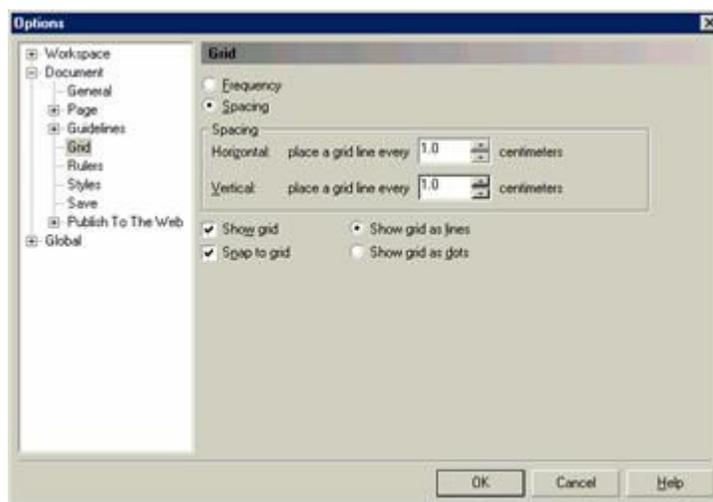 Options
Workspace
Document
General
Page
Guidelines
Grid
Rulers
Styles
Save
Publish To The Web
Global
Grid
Frequency
Spacing
Spacing
Horizontal: place a grid line every 1.0 centimeters
Vertical: place a grid line every 1.0 centimeters
Show grid Show grid as lines
Snap to grid Show grid as dots
OK Cancel Help